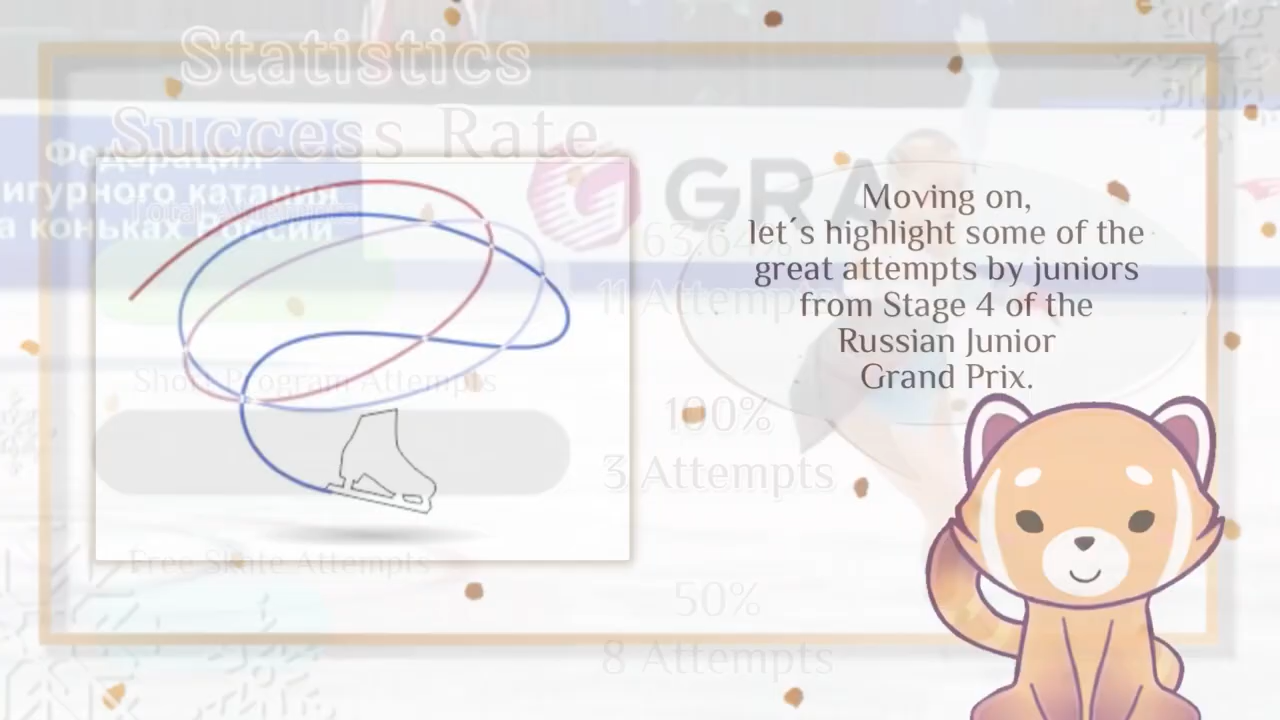 Statistics
Success Rate
Федерация
игурного катания
а коньках России
GRA
Total Attempts
63.64%
11 Attempts
Moving on,
let´s highlight some of the
great attempts by juniors
from Stage 4 of the
Russian Junior
Grand Prix.
Short Program Attempts
100%
3 Attempts
Free Skate Attempts
50%
8 Attempts